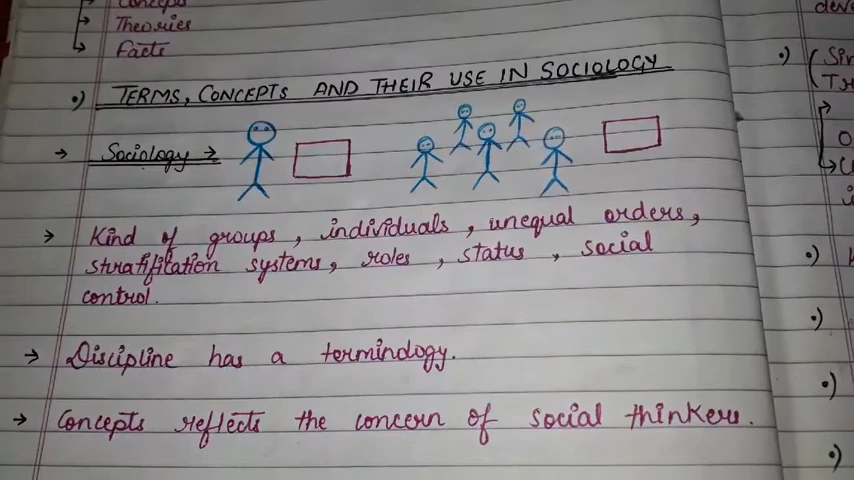 Concepts
→ Theories
→ Facts
•) TERMS, CONCEPTS AND THEIR USE IN SOCIOLOGY
→ Sociology →
→ Kind of groups, individuals, unequal orders,
stratification systems, roles, status, social
control.
→ Discipline has a terminology.
→ Concepts reflects the concern of social thinkers.